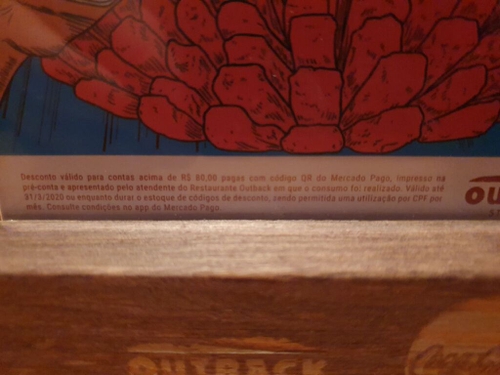 Desconto válido para contas acima de R$ 80,00 pagas com código QR do Mercado Pago, impresso na
pré-conta e apresentado pelo atendente do Restaurante Outback em que o consumo foi realizado. Válido até
31/3/2020 ou enquanto durar o estoque de códigos de desconto, sendo permitida uma utilização por CPF por
mês. Consulte condições no app do Mercado Pago.
OU
OUTBACK